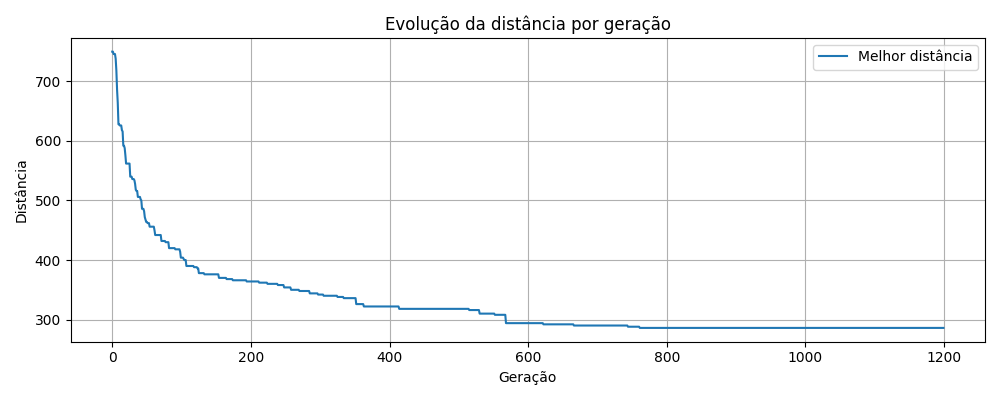 Evolução da distância por geração
Melhor distância
Distância
700
600
500
400
300
0 200 400 600 800 1000 1200
Geração